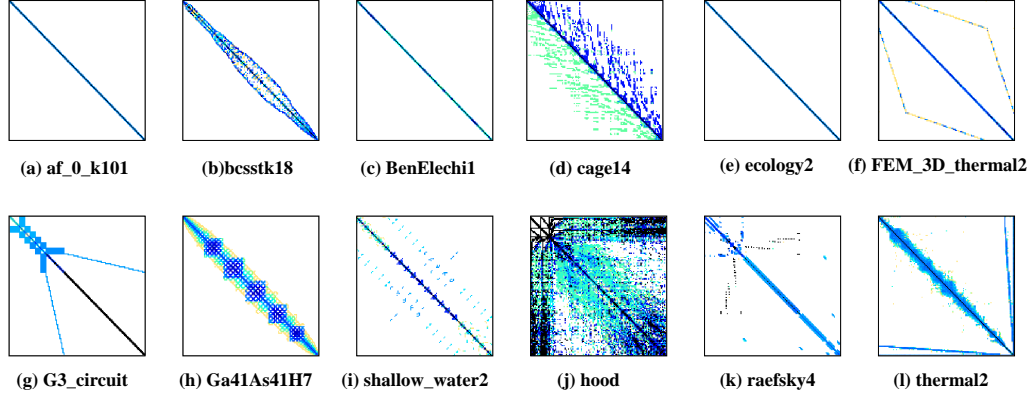 (a) af_0_k101
(b)bcsstk18
(c) BenElechi1
(d) cage14
(e) ecology2
(f) FEM_3D_thermal2
(g) G3_circuit
(h) Ga41As41H7
(i) shallow_water2
(j) hood
(k) raefsky4
(l) thermal2